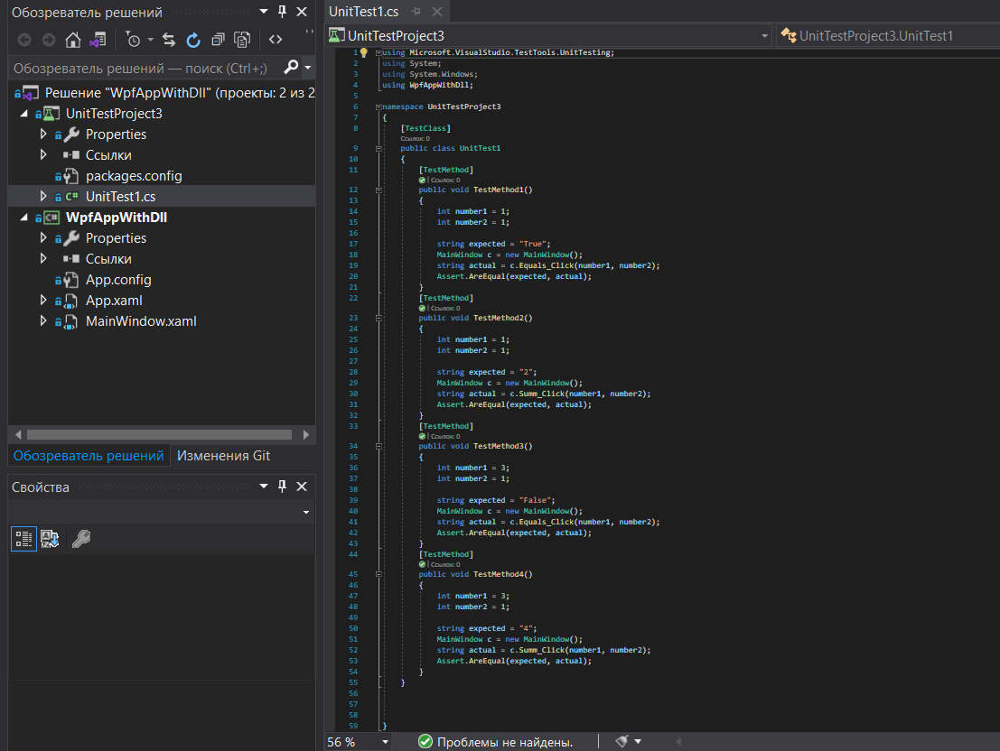 Обозреватель решений
Обозреватель решений — поиск (Ctrl+;)
Решение "WpfAppWithDll" (проекты: 2 из 2
UnitTestProject3
Properties
Ссылки
packages.config
C# UnitTest1.cs
C# WpfAppWithDll
Properties
Ссылки
App.config
App.xaml
MainWindow.xaml
Обозреватель решений Изменения Git
Свойства
UnitTest1.cs
UnitTestProject3 UnitTestProject3.UnitTest1
1 using Microsoft.VisualStudio.TestTools.UnitTesting;
2 using System;
3 using System.Windows;
4 using WpfAppWithDll;
5
6 namespace UnitTestProject3
7 {
8 [TestClass]
Ссылок: 0
9 public class UnitTest1
10 {
11 [TestMethod]
Ссылок: 0
12 public void TestMethod1()
13 {
14 int number1 = 1;
15 int number2 = 1;
16
17 string expected = "True";
18 MainWindow c = new MainWindow();
19 string actual = c.Equals_Click(number1, number2);
20 Assert.AreEqual(expected, actual);
21 }
22 [TestMethod]
Ссылок: 0
23 public void TestMethod2()
24 {
25 int number1 = 1;
26 int number2 = 1;
27
28 string expected = "2";
29 MainWindow c = new MainWindow();
30 string actual = c.Summ_Click(number1, number2);
31 Assert.AreEqual(expected, actual);
32 }
33 [TestMethod]
Ссылок: 0
34 public void TestMethod3()
35 {
36 int number1 = 3;
37 int number2 = 1;
38
39 string expected = "False";
40 MainWindow c = new MainWindow();
41 string actual = c.Equals_Click(number1, number2);
42 Assert.AreEqual(expected, actual);
43 }
44 [TestMethod]
Ссылок: 0
45 public void TestMethod4()
46 {
47 int number1 = 3;
48 int number2 = 1;
49
50 string expected = "4";
51 MainWindow c = new MainWindow();
52 string actual = c.Summ_Click(number1, number2);
53 Assert.AreEqual(expected, actual);
54 }
55 }
56
57
58
59 }
56 % Проблемы не найдены.